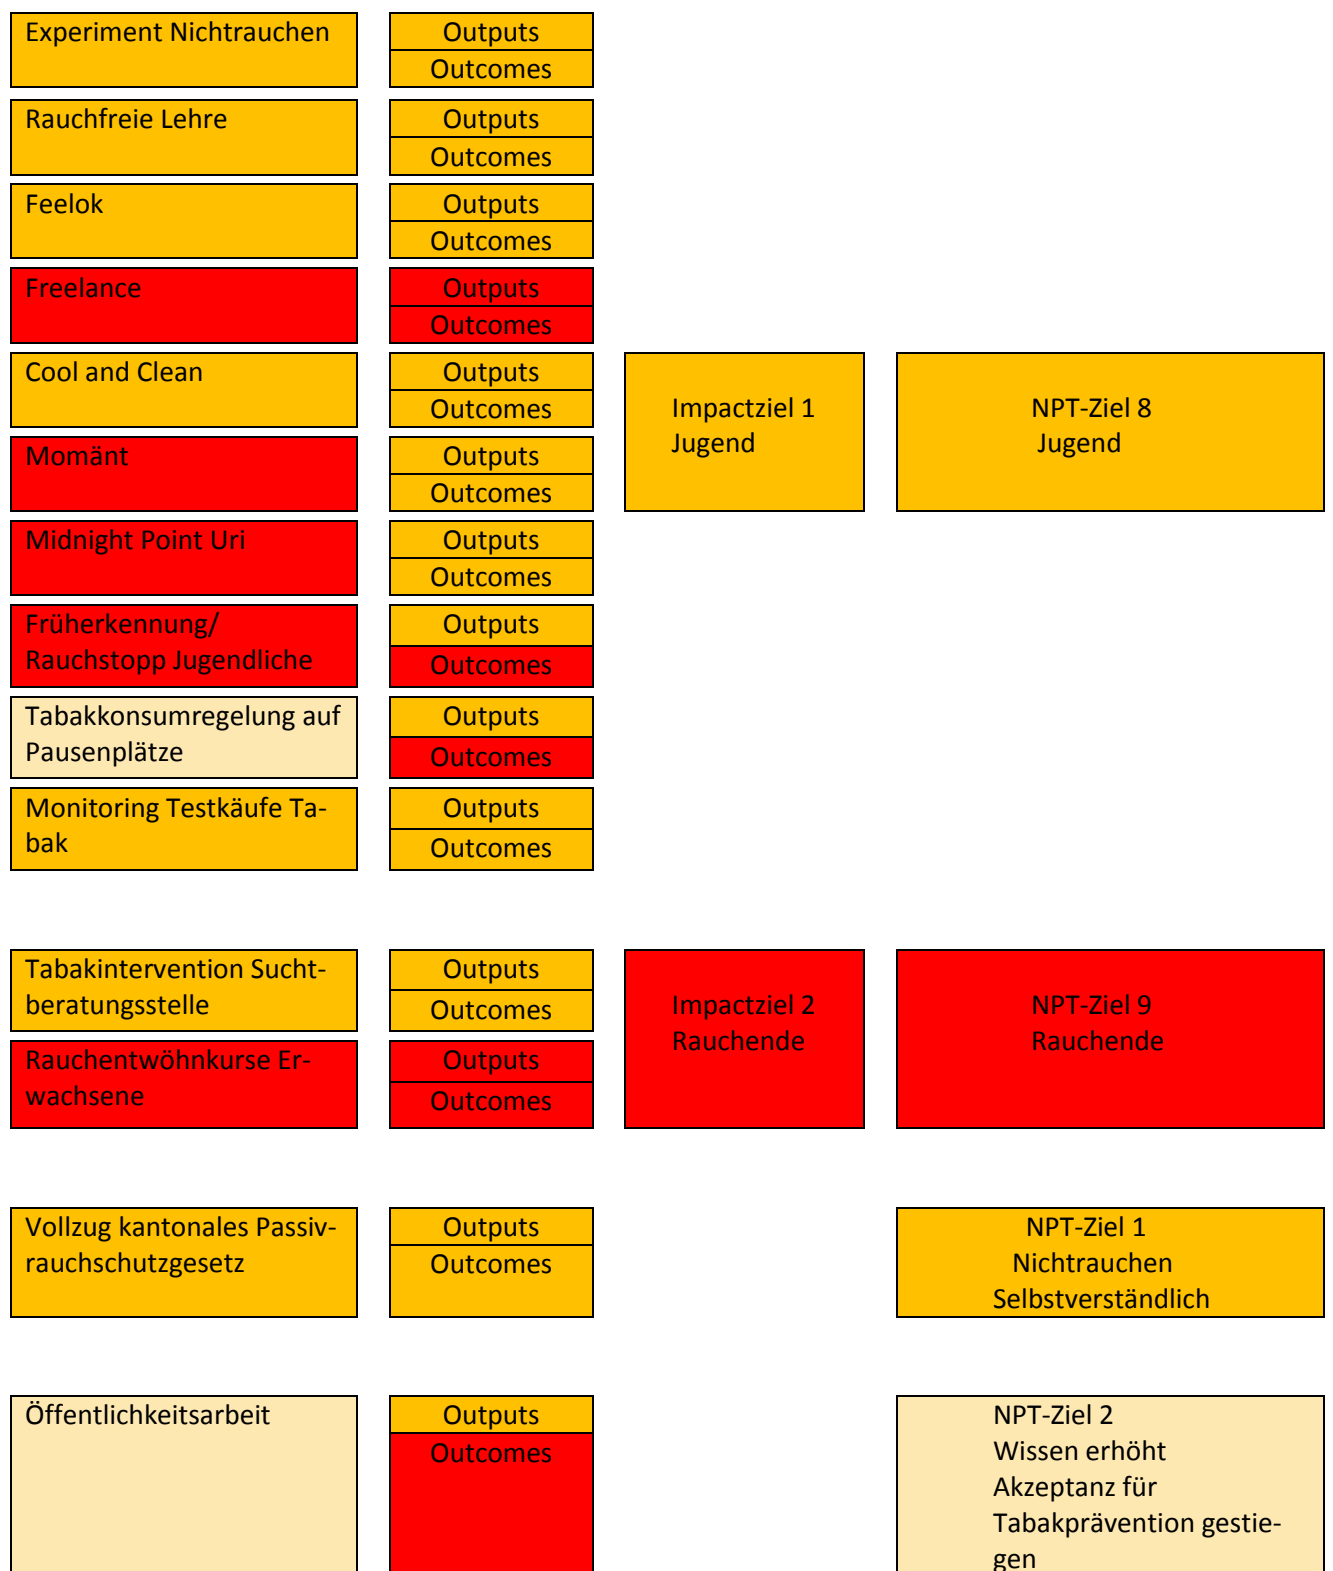 Experiment Nichtrauchen
Outputs
Outcomes
Rauchfreie Lehre
Outputs
Outcomes
Feelok
Outputs
Outcomes
Freelance
Outputs
Outcomes
Cool and Clean
Outputs
Outcomes
Impactziel 1
Jugend
NPT-Ziel 8
Jugend
Momänt
Outputs
Outcomes
Midnight Point Uri
Outputs
Outcomes
Früherkennung/
Rauchstopp Jugendliche
Outputs
Outcomes
Tabakkonsumregelung auf
Pausenplätze
Outputs
Outcomes
Monitoring Testkäufe Ta-
bak
Outputs
Outcomes
Tabakintervention Sucht-
beratungsstelle
Outputs
Outcomes
Impactziel 2
Rauchende
NPT-Ziel 9
Rauchende
Rauchentwöhnkurse Er-
wachsene
Outputs
Outcomes
Vollzug kantonales Passiv-
rauchschutzgesetz
Outputs
Outcomes
NPT-Ziel 1
Nichtrauchen
Selbstverständlich
Öffentlichkeitsarbeit
Outputs
Outcomes
NPT-Ziel 2
Wissen erhöht
Akzeptanz für
Tabakprävention gestie-
gen